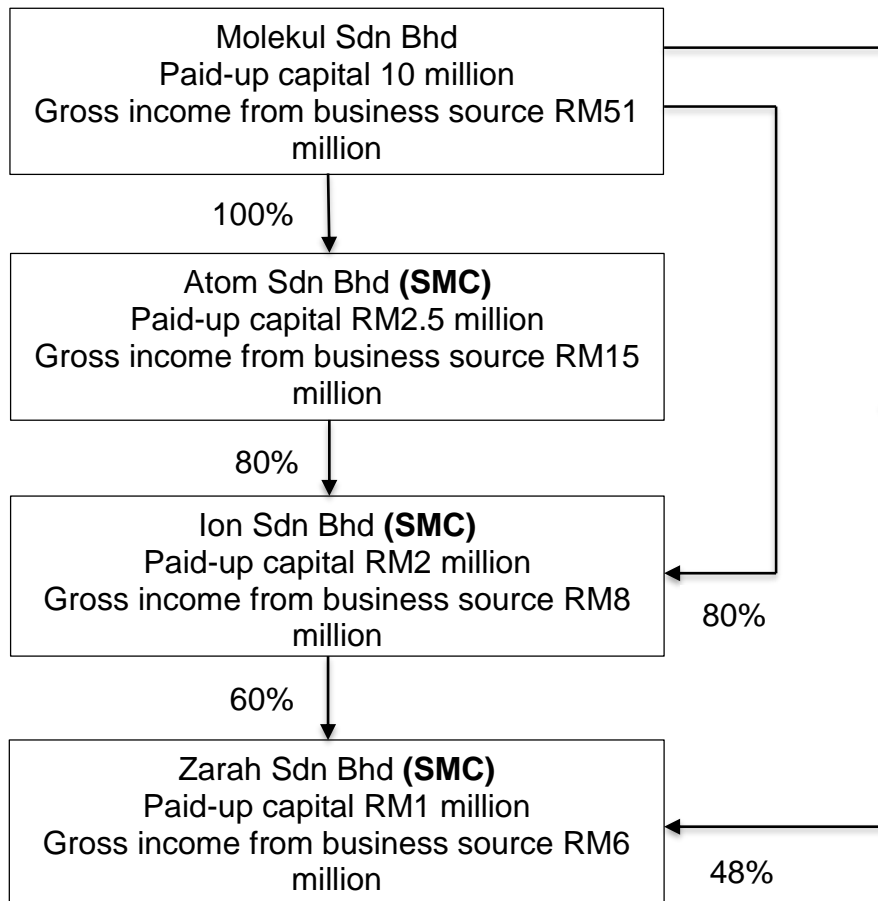 Molekul Sdn Bhd
Paid-up capital 10 million
Gross income from business source RM51
million
100%
Atom Sdn Bhd (SMC)
Paid-up capital RM2.5 million
Gross income from business source RM15
million
80%
Ion Sdn Bhd (SMC)
Paid-up capital RM2 million
Gross income from business source RM8
million
80%
60%
Zarah Sdn Bhd (SMC)
Paid-up capital RM1 million
Gross income from business source RM6
million
48%